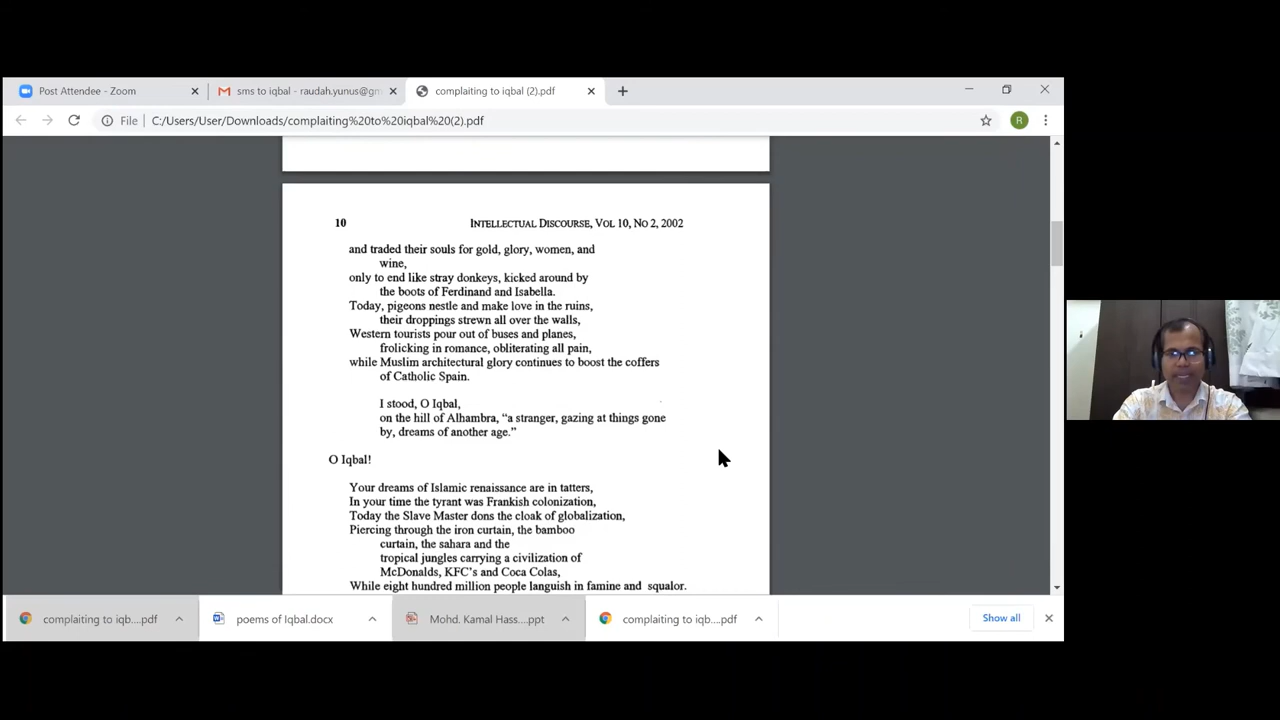 Post Attendee - Zoom
sms to iqbal - raudah.yunus@gm
complaiting to iqbal (2).pdf
File
C:/Users/User/Downloads/complaiting%20to%20iqbal%20(2).pdf
R
10
INTELLECTUAL DISCOURSE, VOL 10, NO 2, 2002
and traded their souls for gold, glory, women, and
wine,
only to end like stray donkeys, kicked around by
the boots of Ferdinand and Isabella.
Today, pigeons nestle and make love in the ruins,
their droppings strewn all over the walls,
Western tourists pour out of buses and planes,
frolicking in romance, obliterating all pain,
while Muslim architectural glory continues to boost the coffers
of Catholic Spain.
I stood, O Iqbal,
on the hill of Alhambra, “a stranger, gazing at things gone
by, dreams of another age.”
O Iqbal!
Your dreams of Islamic renaissance are in tatters,
In your time the tyrant was Frankish colonization,
Today the Slave Master dons the cloak of globalization,
Piercing through the iron curtain, the bamboo
curtain, the sahara and the
tropical jungles carrying a civilization of
McDonalds, KFC's and Coca Colas,
While eight hundred million people languish in famine and squalor.
complaiting to iqb....pdf
poems of Iqbal.docx
Mohd. Kamal Hass....ppt
complaiting to iqb....pdf
Show all